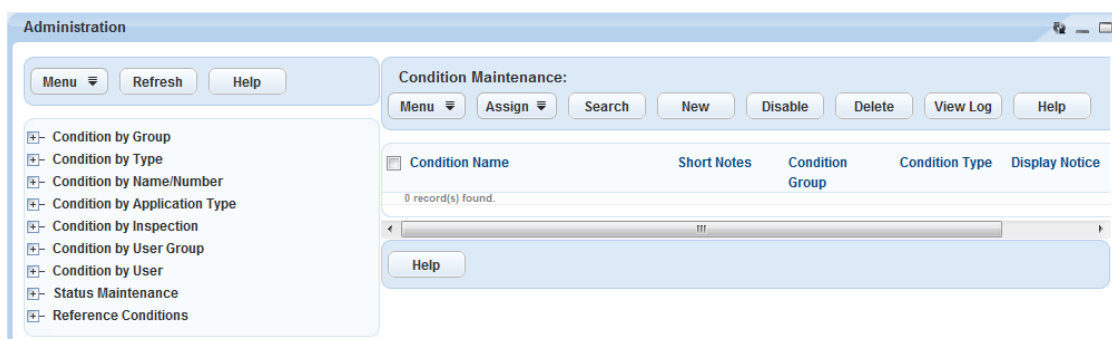 Administration
Menu Refresh Help
Condition by Group
Condition by Type
Condition by Name/Number
Condition by Application Type
Condition by Inspection
Condition by User Group
Condition by User
Status Maintenance
Reference Conditions
Condition Maintenance:
Menu Assign Search New Disable Delete View Log Help
Condition Name Short Notes Condition Group Condition Type Display Notice
0 record(s) found.
Help